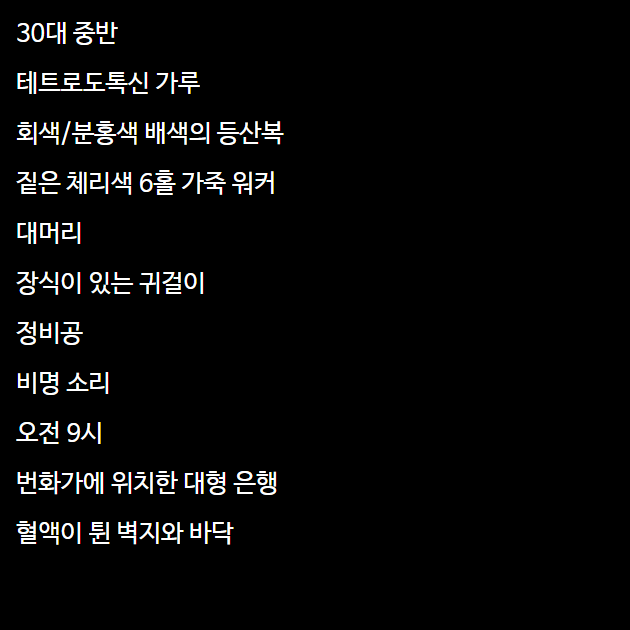 30대 중반
테트로도톡신 가루
회색/분홍색 배색의 등산복
짙은 체리색 6홀 가죽 워커
대머리
장식이 있는 귀걸이
정비공
비명 소리
오전 9시
번화가에 위치한 대형 은행
혈액이 튄 벽지와 바닥